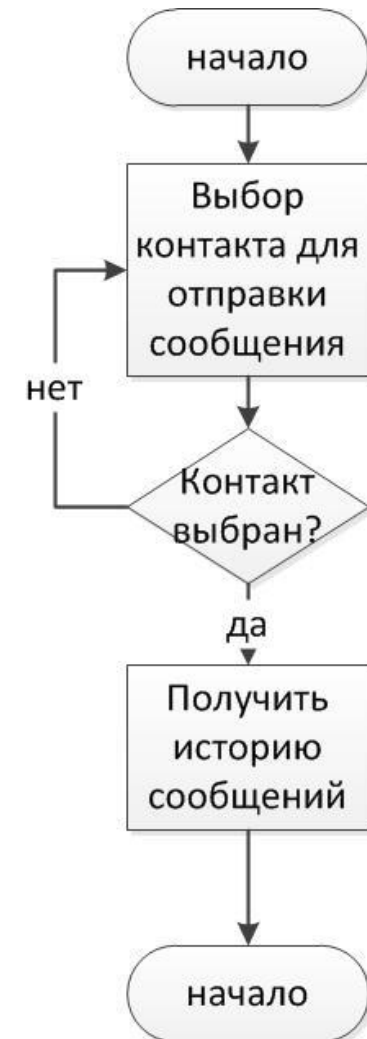 начало
Выбор
контакта для
отправки
сообщения
нет
Контакт
выбран?
да
Получить
историю
сообщений
начало